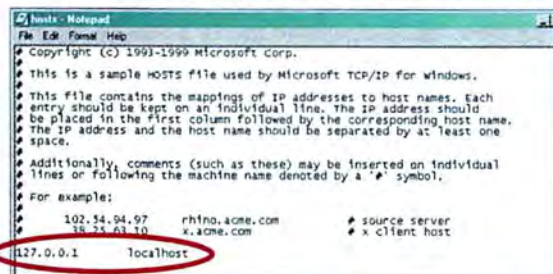 hosts - Notepad
File Edit Format Help
# Copyright (c) 1993-1999 Microsoft Corp.
#
# This is a sample HOSTS file used by Microsoft TCP/IP for Windows.
#
# This file contains the mappings of IP addresses to host names. Each
# entry should be kept on an individual line. The IP address should
# be placed in the first column followed by the corresponding host name.
# The IP address and the host name should be separated by at least one
# space.
#
# Additionally, comments (such as these) may be inserted on individual
# lines or following the machine name denoted by a '#' symbol.
#
# For example:
#
# 102.54.94.97 rhino.acme.com # source server
# 38.25.63.10 x.acme.com # x client host
127.0.0.1 localhost